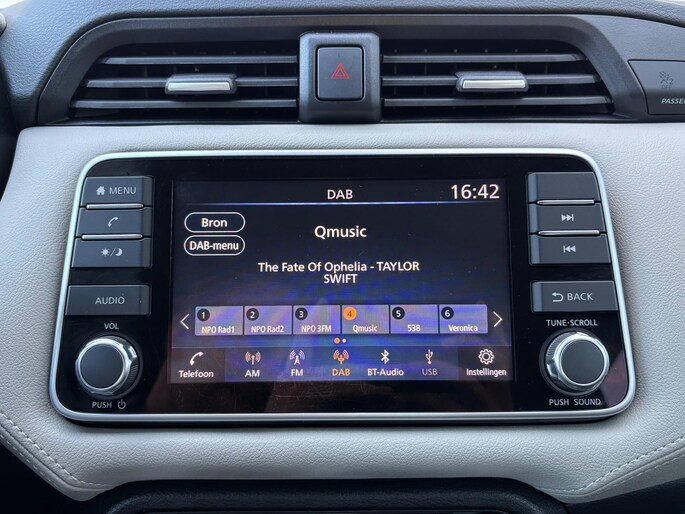 PASSE
MENU
AUDIO
VOL
PUSH
DAB
16:42
Bron
DAB-menu
Qmusic
The Fate Of Ophelia - TAYLOR
SWIFT
1 2 3 4 5 6
NPO Rad1 NPO Rad2 NPO 3FM Qmusic 538 Veronica
Telefoon AM FM DAB BT-Audio USB Instellingen
BACK
TUNE·SCROLL
PUSH SOUND